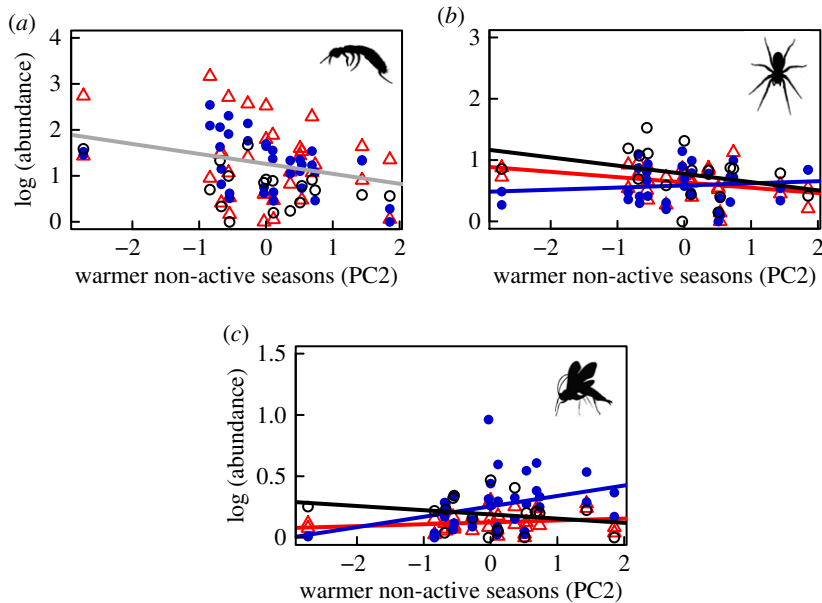 (a)
4
3
2
1
0
log (abundance)
−2 −1 0 1 2
warmer non-active seasons (PC2)
(b)
3
2
1
0
−2 −1 0 1 2
warmer non-active seasons (PC2)
(c)
1.5
1.0
0.5
0
log (abundance)
−2 −1 0 1 2
warmer non-active seasons (PC2)